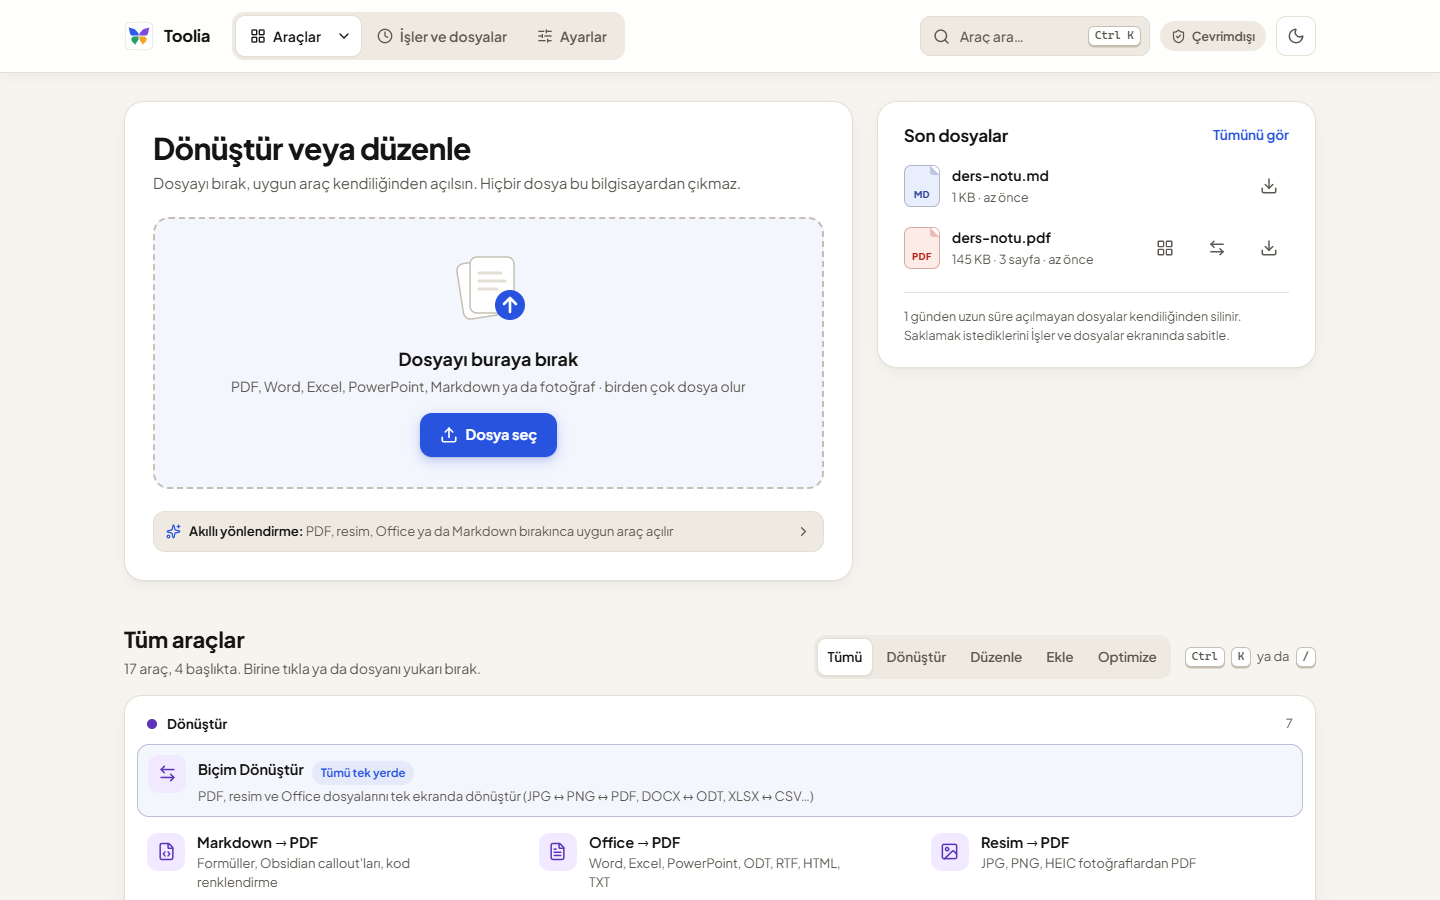 Toolia
Araçlar
İşler ve dosyalar
Ayarlar
Araç ara...
Ctrl K
Çevrimdışı
Dönüştür veya düzenle
Dosyayı bırak, uygun araç kendiliğinden açılsın. Hiçbir dosya bu bilgisayardan çıkmaz.
Dosyayı buraya bırak
PDF, Word, Excel, PowerPoint, Markdown ya da fotoğraf · birden çok dosya olur
Dosya seç
Akıllı yönlendirme: PDF, resim, Office ya da Markdown bırakınca uygun araç açılır
Son dosyalar
Tümünü gör
MD
ders-notu.md
1 KB · az önce
PDF
ders-notu.pdf
145 KB · 3 sayfa · az önce
1 günden uzun süre açılmayan dosyalar kendiliğinden silinir.
Saklamak istediklerini İşler ve dosyalar ekranında sabitle.
Tüm araçlar
17 araç, 4 başlıkta. Birine tıkla ya da dosyanı yukarı bırak.
Tümü
Dönüştür
Düzenle
Ekle
Optimize
Ctrl K ya da /
Dönüştür
7
Biçim Dönüştür
Tümü tek yerde
PDF, resim ve Office dosyalarını tek ekranda dönüştür (JPG ↔ PNG ↔ PDF, DOCX ↔ ODT, XLSX ↔ CSV...)
Markdown → PDF
Formüller, Obsidian callout'ları, kod
renklendirme
Office → PDF
Word, Excel, PowerPoint, ODT, RTF, HTML,
TXT
Resim → PDF
JPG, PNG, HEIC fotoğraflardan PDF